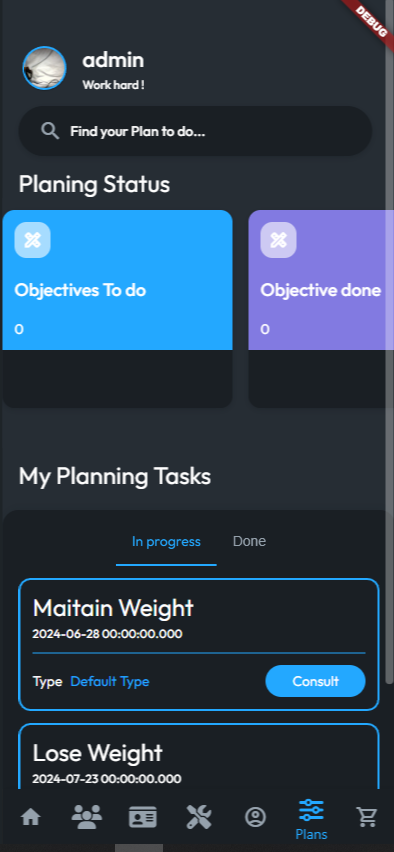 DEBUG
admin
Work hard !
Find your Plan to do...
Planing Status
Objectives To do
0
Objective done
0
My Planning Tasks
In progress
Done
Maitain Weight
2024-06-28 00:00:00.000
Type Default Type
Consult
Lose Weight
2024-07-23 00:00:00.000
Plans